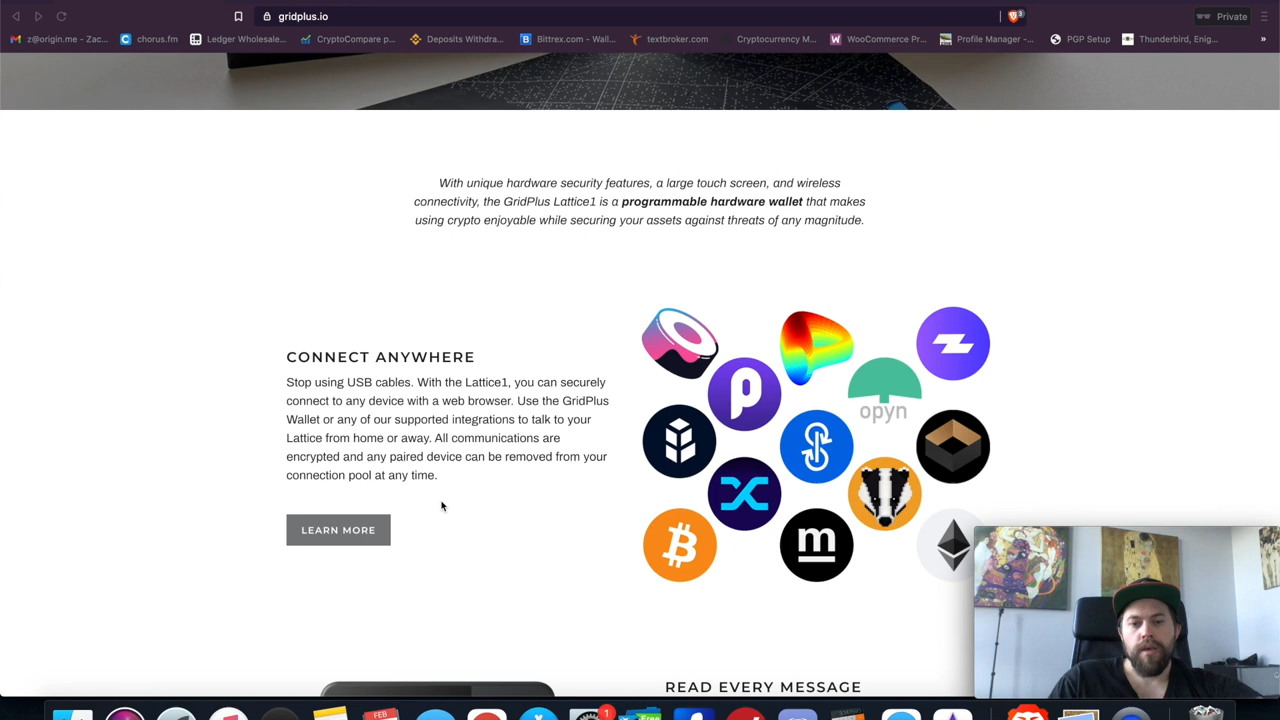 gridplus.io
3
Private
z@origin.me - Zac...
chorus.fm
Ledger Wholesale...
CryptoCompare p...
Deposits Withdra...
Bittrex.com - Wall...
textbroker.com
Cryptocurrency M...
WooCommerce Pr...
Profile Manager -...
PGP Setup
Thunderbird, Enig...
»
With unique hardware security features, a large touch screen, and wireless
connectivity, the GridPlus Lattice1 is a programmable hardware wallet that makes
using crypto enjoyable while securing your assets against threats of any magnitude.
CONNECT ANYWHERE
Stop using USB cables. With the Lattice1, you can securely
connect to any device with a web browser. Use the GridPlus
Wallet or any of our supported integrations to talk to your
Lattice from home or away. All communications are
encrypted and any paired device can be removed from your
connection pool at any time.
LEARN MORE
opyn
m
READ EVERY MESSAGE
FEB
1
Free